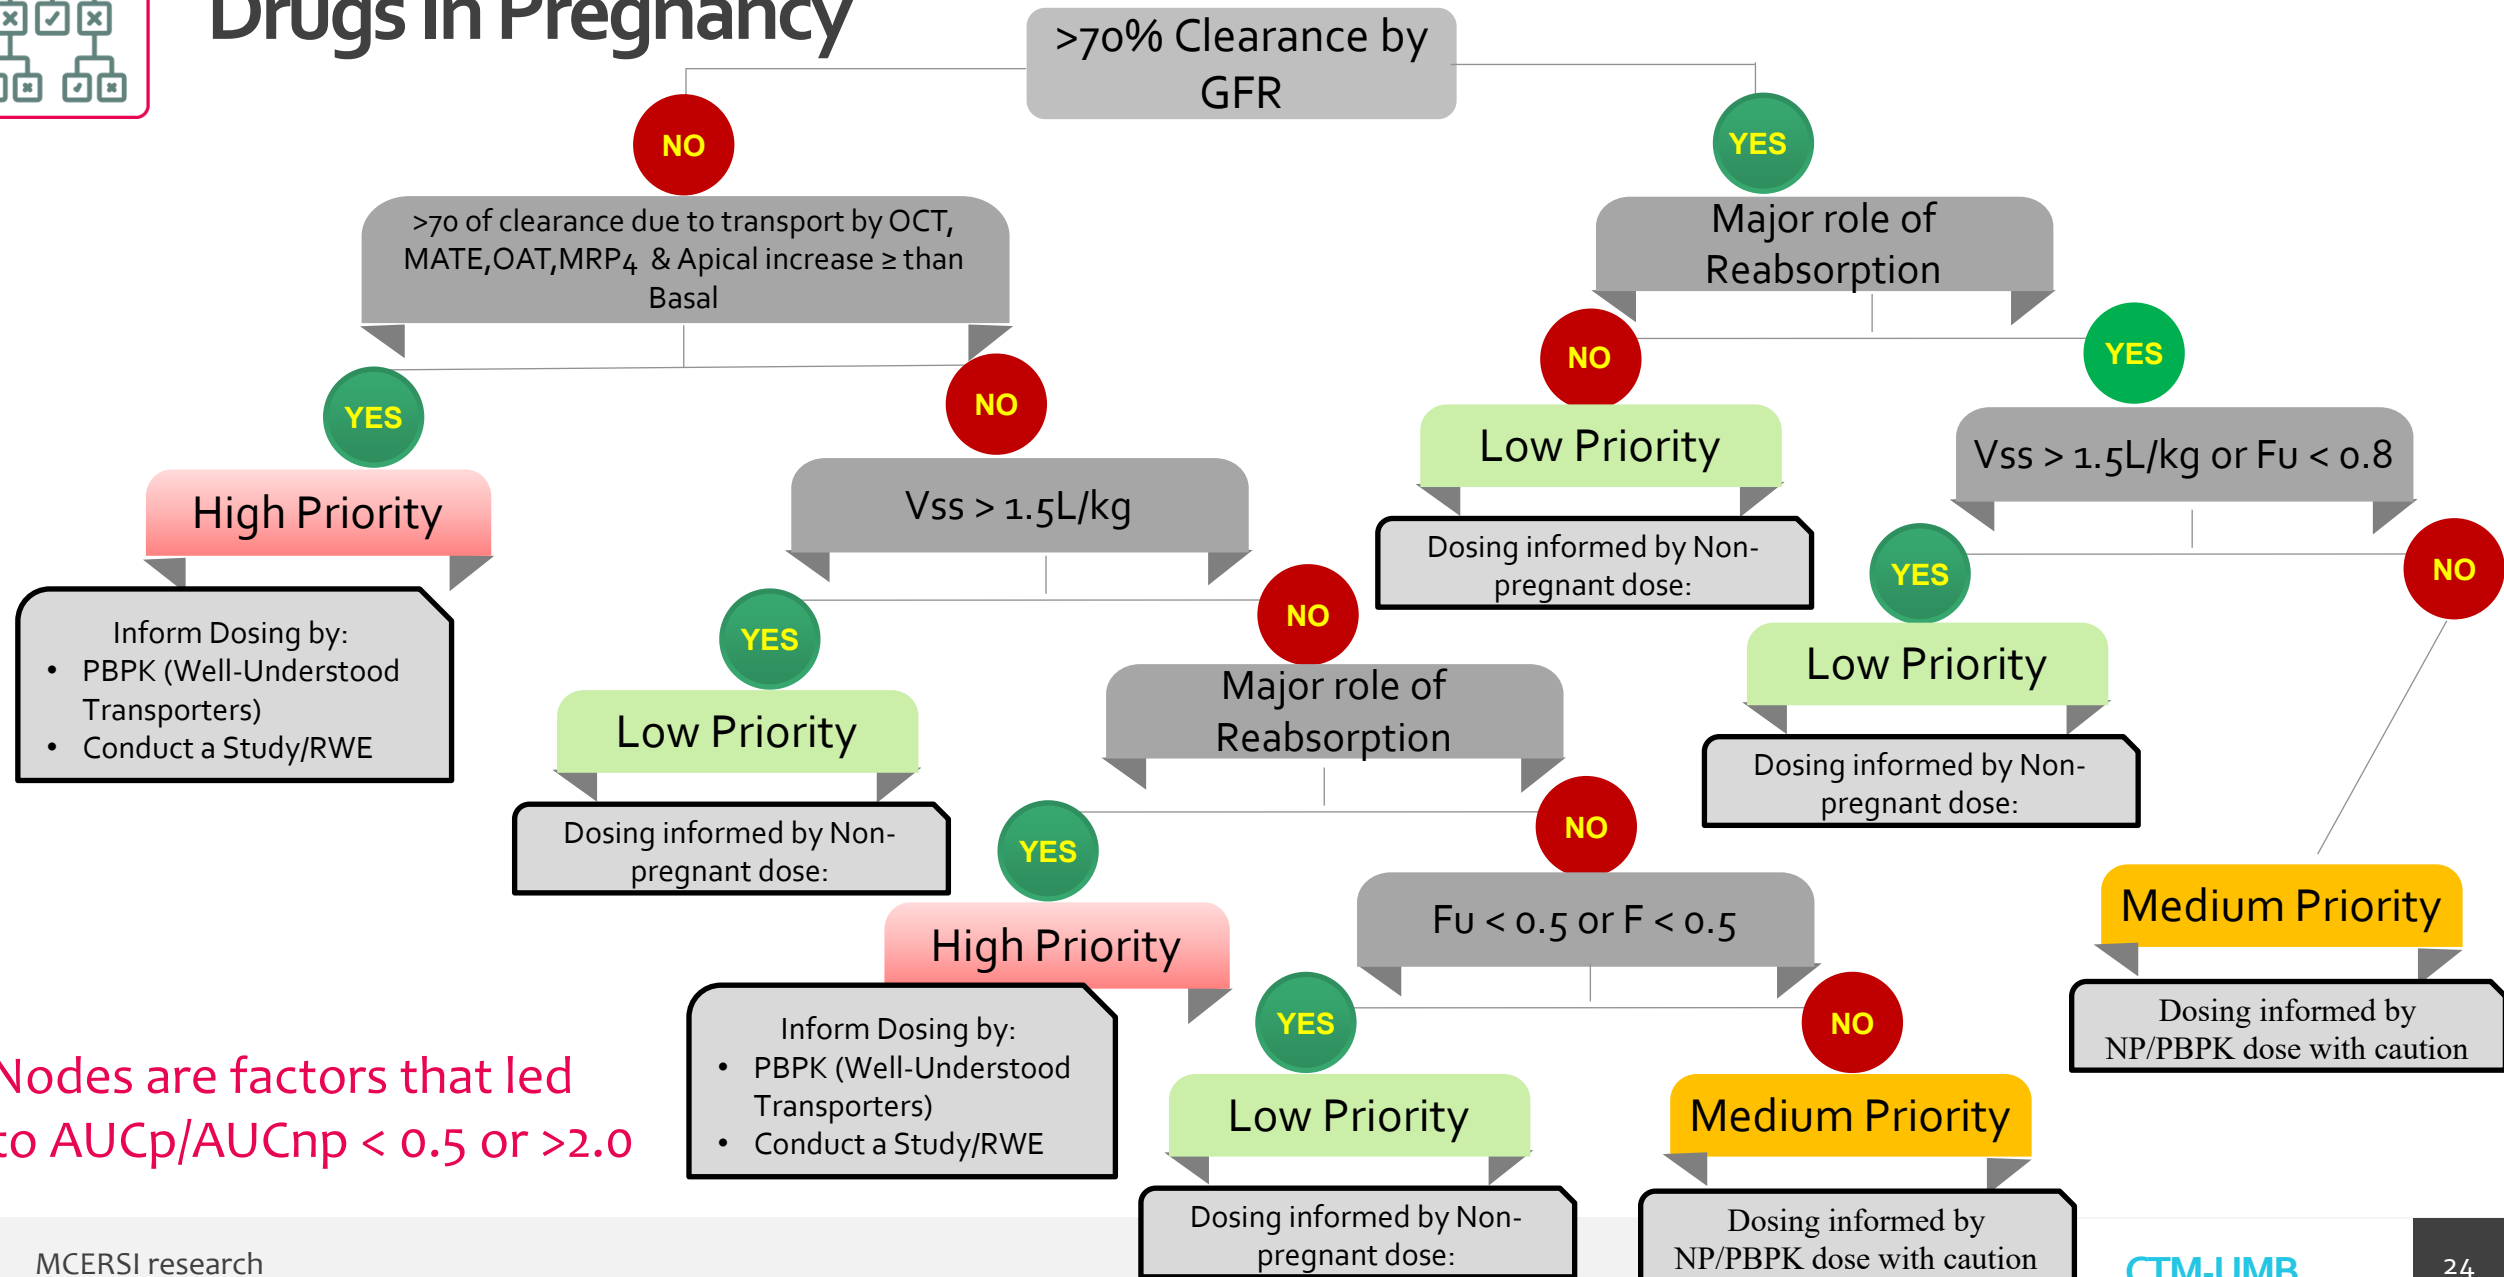 Drugs in Pregnancy
>70% Clearance by
GFR
NO
YES
>70 of clearance due to transport by OCT,
MATE,OAT,MRP4 & Apical increase ≥ than
Basal
Major role of
Reabsorption
NO
YES
YES
NO
Low Priority
Vss > 1.5L/kg or Fu < 0.8
High Priority
Vss > 1.5L/kg
Dosing informed by Non-
pregnant dose:
YES
NO
Inform Dosing by:
• PBPK (Well-Understood
Transporters)
• Conduct a Study/RWE
YES
NO
Low Priority
Major role of
Reabsorption
Low Priority
Dosing informed by Non-
pregnant dose:
Dosing informed by Non-
pregnant dose:
YES
NO
Medium Priority
High Priority
Fu < 0.5 or F < 0.5
Dosing informed by
NP/PBPK dose with caution
Inform Dosing by:
• PBPK (Well-Understood
Transporters)
• Conduct a Study/RWE
YES
NO
Nodes are factors that led
to AUCp/AUCnp < 0.5 or >2.0
Low Priority
Medium Priority
Dosing informed by Non-
pregnant dose:
Dosing informed by
NP/PBPK dose with caution
MCERSI research
CTM-UMB
24